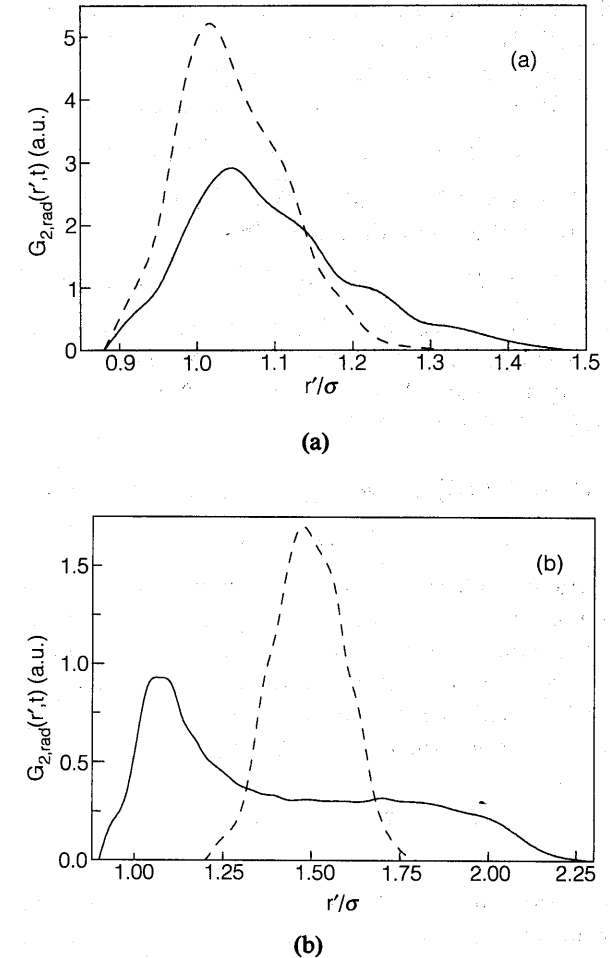 5
(a)
4
3
2
1
0
G₂,rad(r′,t) (a.u.)
0.9 1.0 1.1 1.2 1.3 1.4 1.5
r′/σ
(a)
1.5
(b)
1.0
0.5
0.0
G₂,rad(r′,t) (a.u.)
1.00 1.25 1.50 1.75 2.00 2.25
r′/σ
(b)